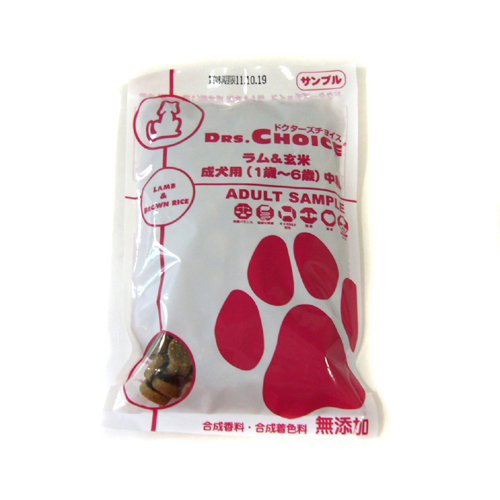 賞味期限11.10.19
サンプル
ドクターズチョイス
DRS. CHOICE
ラム&玄米
成犬用(1歳～6歳)中粒
LAMB
&
BROWN RICE
ADULT SAMPLE
合成香料・合成着色料 無添加